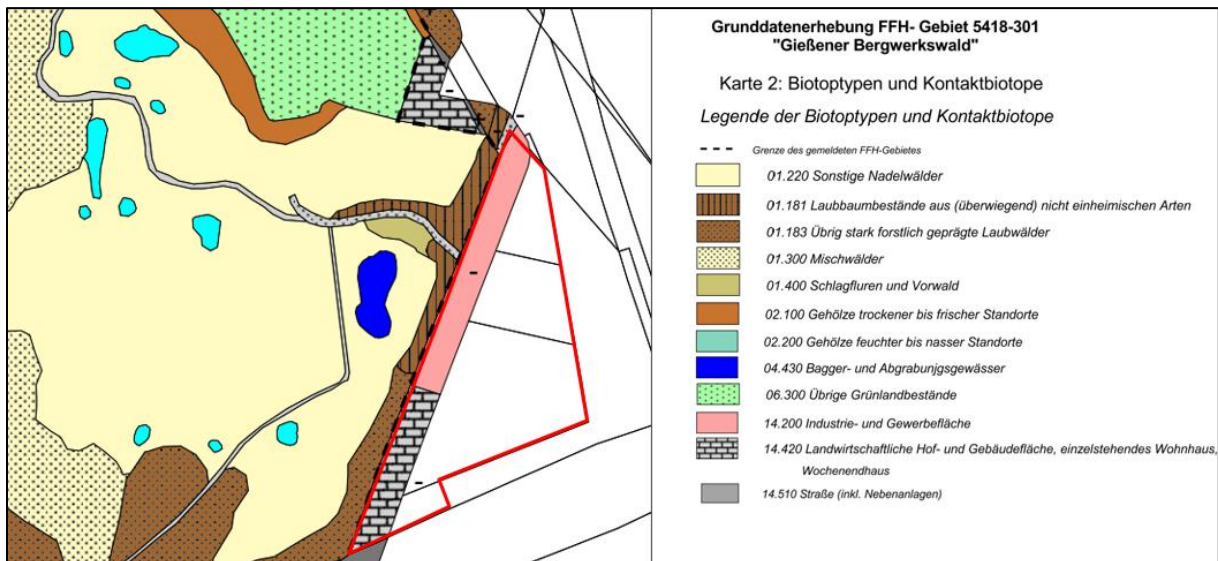 Grunddatenerhebung FFH- Gebiet 5418-301
"Gießener Bergwerkswald"
Karte 2: Biotoptypen und Kontaktbiotope
Legende der Biotoptypen und Kontaktbiotope
Grenze des gemeldeten FFH-Gebietes
01.220 Sonstige Nadelwälder
01.181 Laubbaumbestände aus (überwiegend) nicht einheimischen Arten
01.183 Übrig stark forstlich geprägte Laubwälder
01.300 Mischwälder
01.400 Schlagfluren und Vorwald
02.100 Gehölze trockener bis frischer Standorte
02.200 Gehölze feuchter bis nasser Standorte
04.430 Bagger- und Abgrabunjgsgewässer
06.300 Übrige Grünlandbestände
14.200 Industrie- und Gewerbefläche
14.420 Landwirtschaftliche Hof- und Gebäudefläche, einzelstehendes Wohnhaus,
Wochenendhaus
14.510 Straße (inkl. Nebenanlagen)